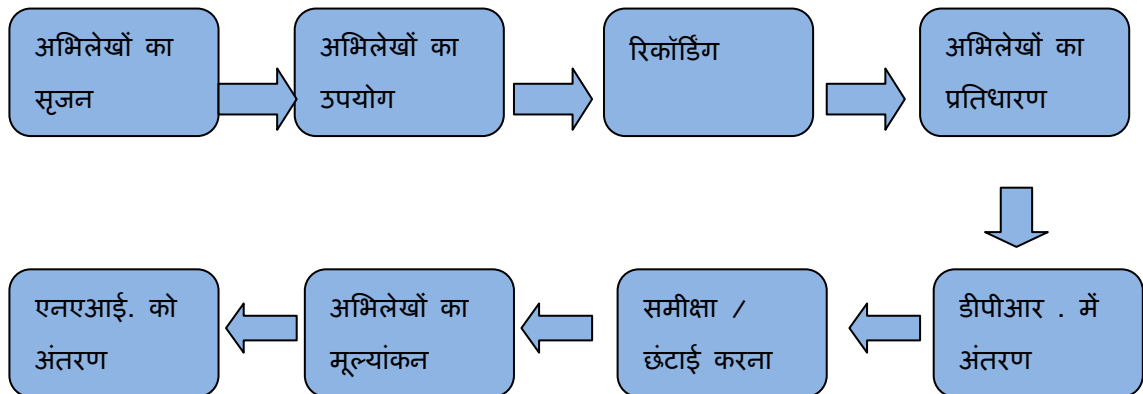 अभिलेखों का
सृजन
अभिलेखों का
उपयोग
रिकॉर्डिंग
अभिलेखों का
प्रतिधारण
डीपीआर . में
अंतरण
समीक्षा /
छंटाई करना
अभिलेखों का
मूल्यांकन
एनएआई. को
अंतरण